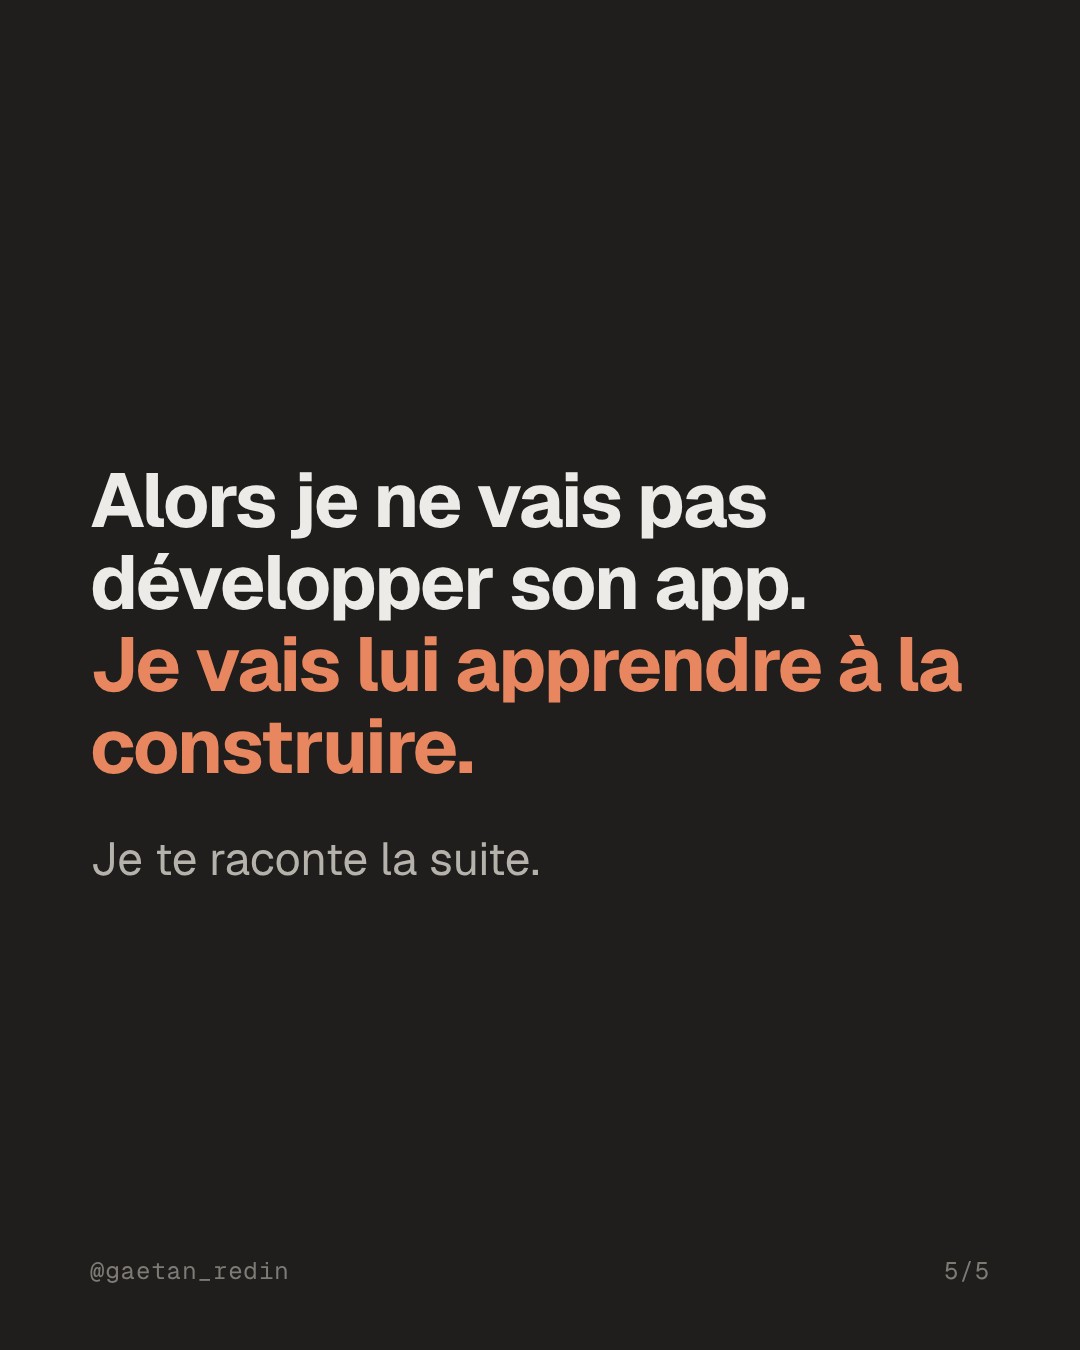 Alors je ne vais pas
développer son app.
Je vais lui apprendre à la
construire.
Je te raconte la suite.
@gaetan_redin
5/5